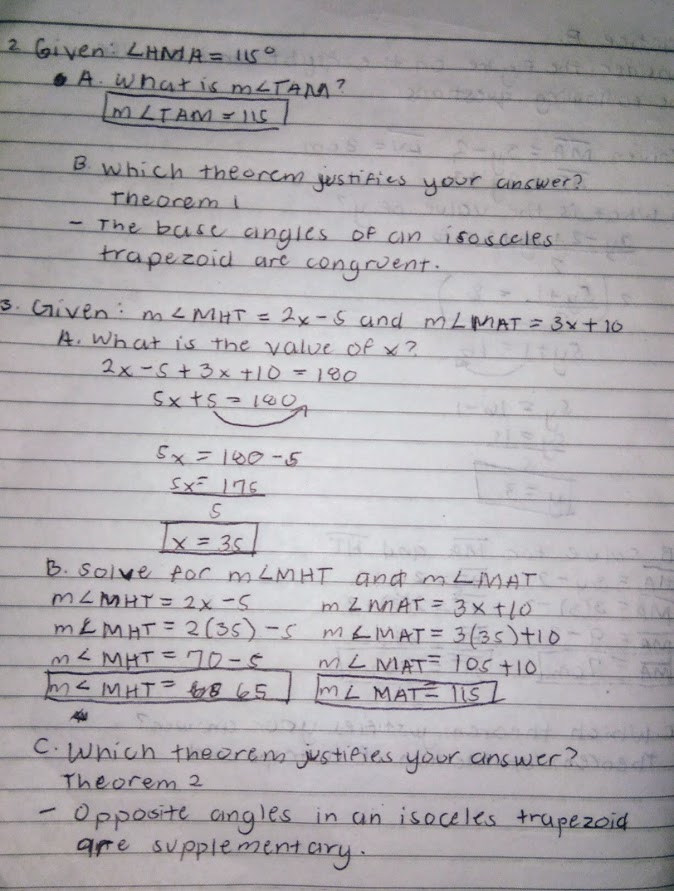 2. Given: ∠HMA = 115°
A. What is m∠TAM?
m∠TAM = 115
B. Which theorem justifies your answer?
Theorem 1
- The base angles of an isosceles
trapezoid are congruent.
3. Given: m∠MHT = 2x-5 and m∠MAT = 3x+10
A. What is the value of x?
2x-5+3x+10 = 180
5x+5 = 180
5x = 180-5
5x = 175
5
x = 35
B. Solve for m∠MHT and m∠MAT
m∠MHT = 2x-5 m∠MAT = 3x+10
m∠MHT = 2(35)-5 m∠MAT = 3(35)+10
m∠MHT = 70-5 m∠MAT = 105+10
m∠MHT = 65 m∠MAT = 115
C. Which theorem justifies your answer?
Theorem 2
- Opposite angles in an isoceles trapezoid
are supplementary.